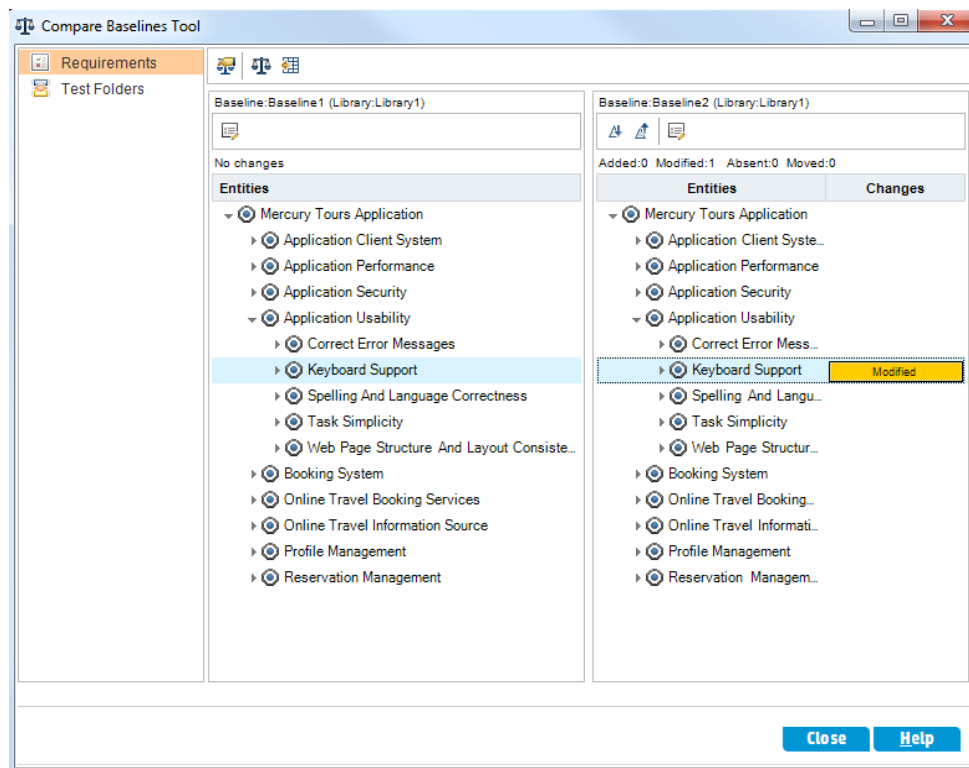 Compare Baselines Tool
Requirements
Test Folders
Baseline:Baseline1 (Library:Library1)
No changes
Entities
Mercury Tours Application
Application Client System
Application Performance
Application Security
Application Usability
Correct Error Messages
Keyboard Support
Spelling And Language Correctness
Task Simplicity
Web Page Structure And Layout Consiste...
Booking System
Online Travel Booking Services
Online Travel Information Source
Profile Management
Reservation Management
Baseline:Baseline2 (Library:Library1)
Added:0 Modified:1 Absent:0 Moved:0
Entities Changes
Mercury Tours Application
Application Client Syste...
Application Performance
Application Security
Application Usability
Correct Error Mess...
Keyboard Support Modified
Spelling And Langu...
Task Simplicity
Web Page Structur...
Booking System
Online Travel Booking...
Online Travel Informati...
Profile Management
Reservation Managem...
Close Help